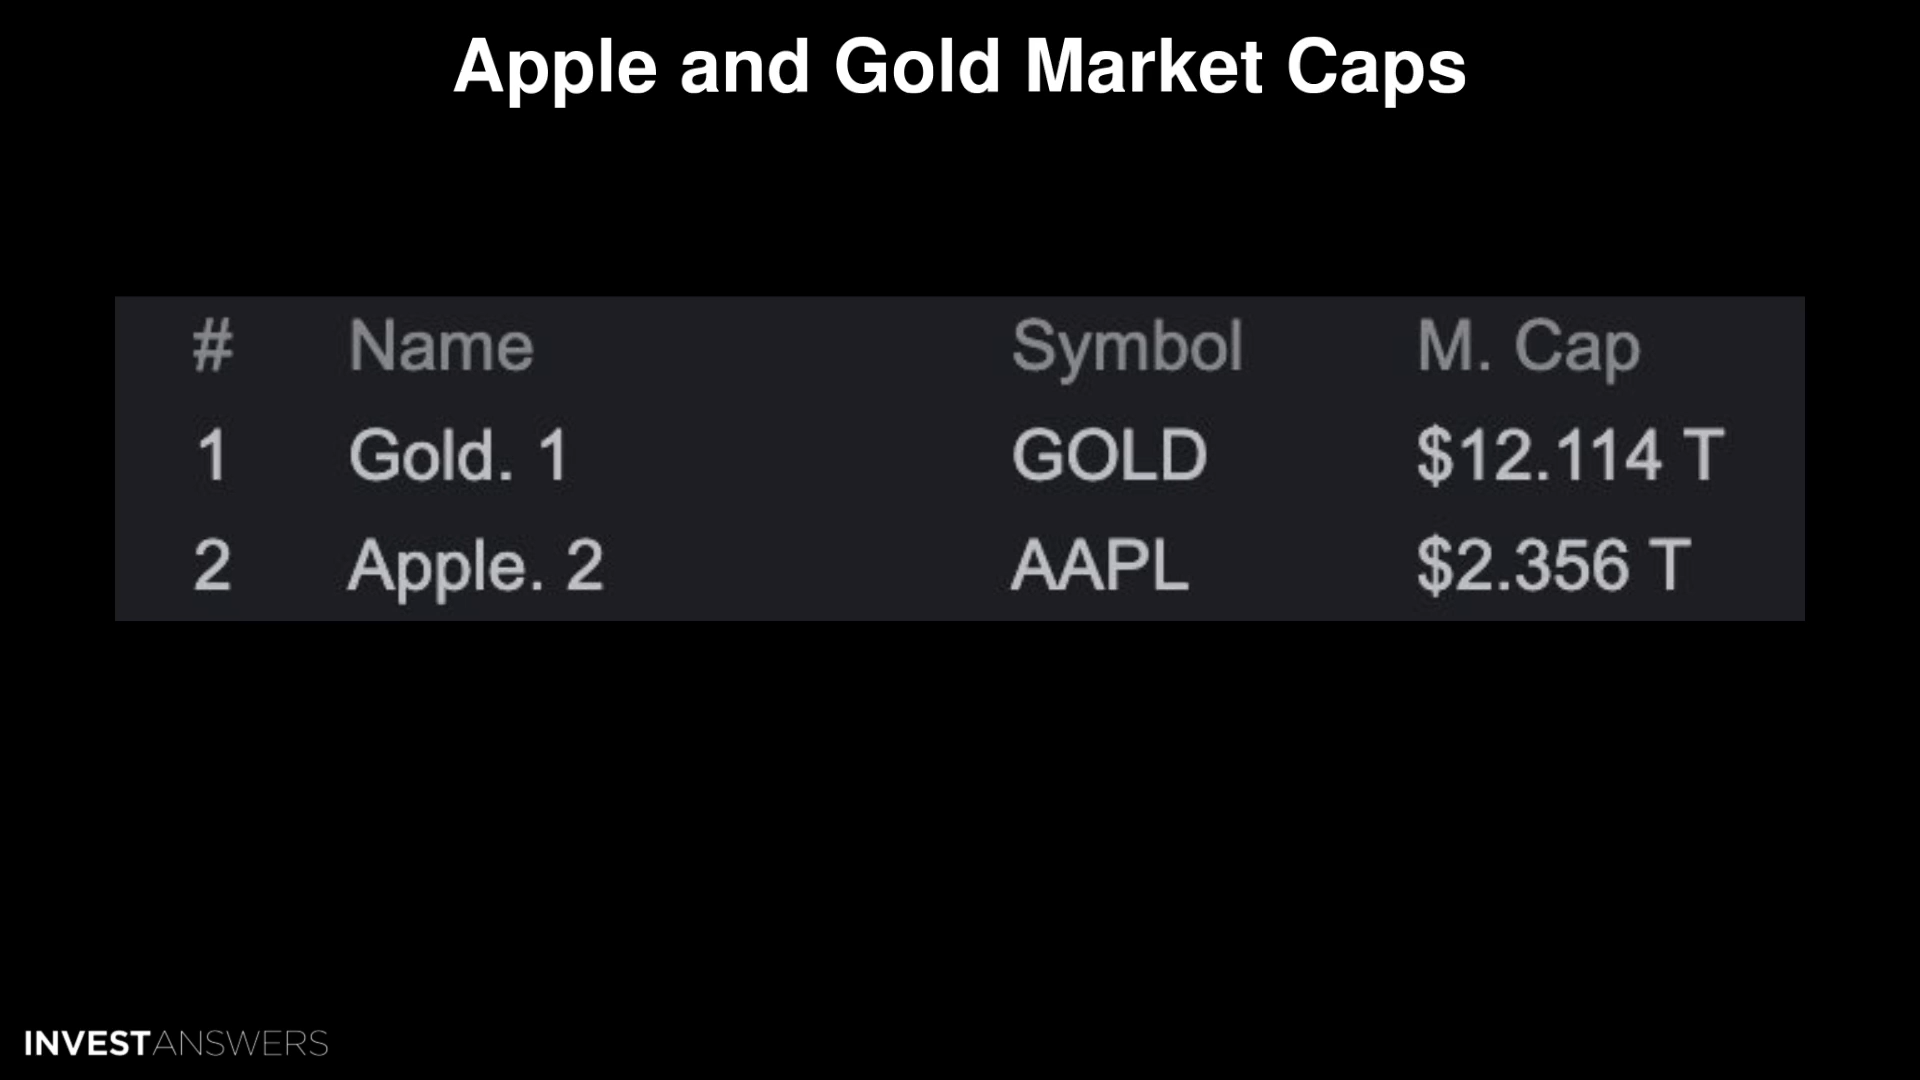 Apple and Gold Market Caps
# Name Symbol M. Cap
1 Gold. 1 GOLD $12.114 T
2 Apple. 2 AAPL $2.356 T
INVESTANSWERS